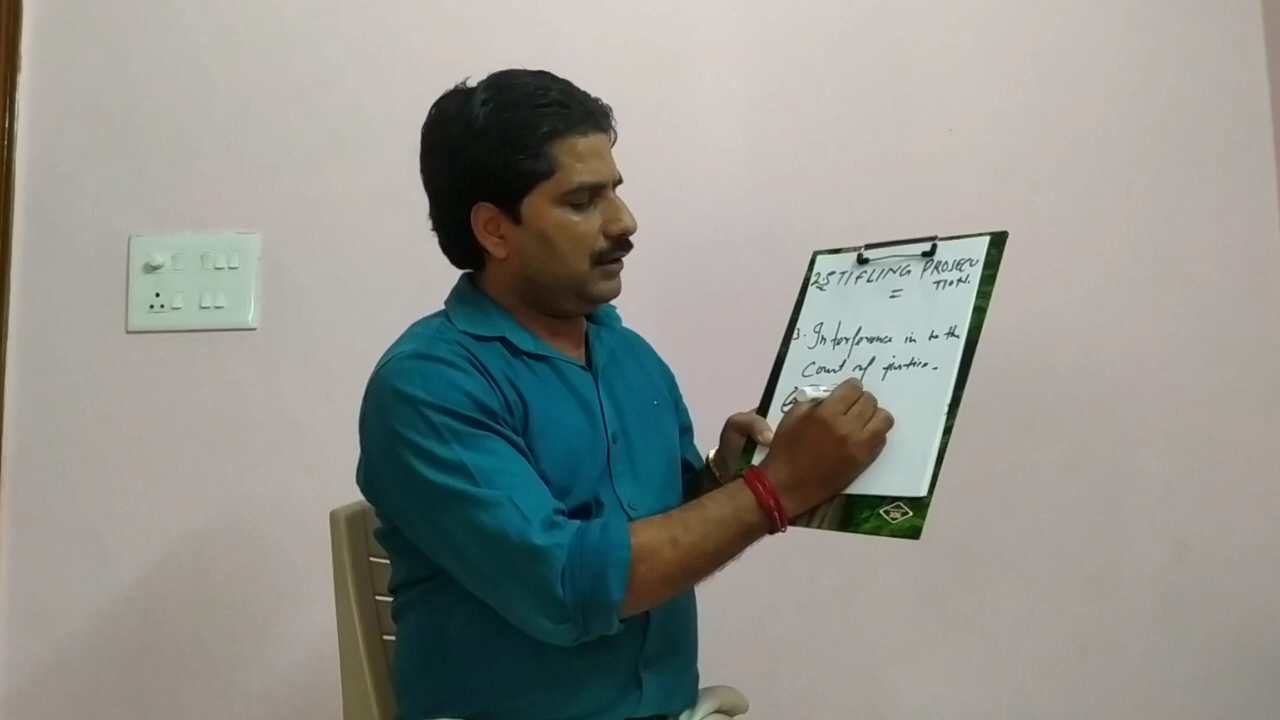 2. STIFLING PROSECU
TION.
=
3. Interference in to the
Court of justice.